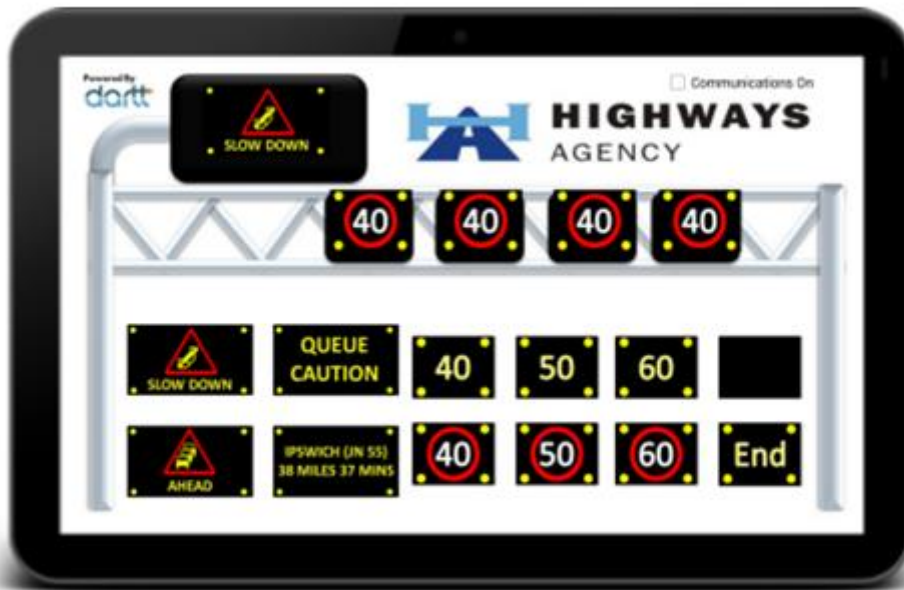 Powered By
dartt
Communications On
HIGHWAYS
AGENCY
SLOW DOWN
40 40 40 40
SLOW DOWN
QUEUE
CAUTION
40 50 60
AHEAD
IPSWICH (JN 55)
38 MILES 37 MINS
40 50 60 End